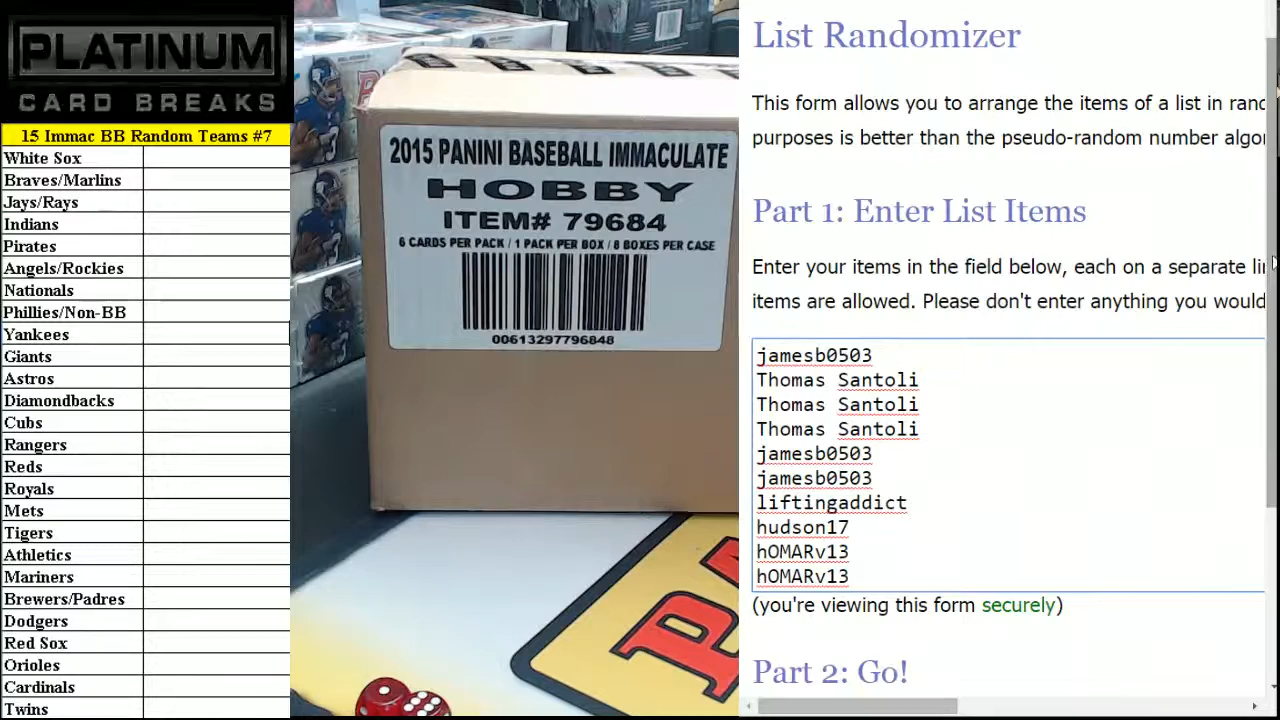 PLATINUM
CARD BREAKS
15 Immac BB Random Teams #7
White Sox
Braves/Marlins
Jays/Rays
Indians
Pirates
Angels/Rockies
Nationals
Phillies/Non-BB
Yankees
Giants
Astros
Diamondbacks
Cubs
Rangers
Reds
Royals
Mets
Tigers
Athletics
Mariners
Brewers/Padres
Dodgers
Red Sox
Orioles
Cardinals
Twins
2015 PANINI BASEBALL IMMACULATE
HOBBY
ITEM# 79684
6 CARDS PER PACK / 1 PACK PER BOX / 8 BOXES PER CASE
00613297796848
List Randomizer
This form allows you to arrange the items of a list in
purposes is better than the pseudo-random number
Part 1: Enter List Items
Enter your items in the field below, each on a separate
items are allowed. Please don't enter anything you would
jamesb0503
Thomas Santoli
Thomas Santoli
Thomas Santoli
jamesb0503
jamesb0503
liftingaddict
hudson17
hOMARv13
hOMARv13
(you're viewing this form securely)
Part 2: Go!